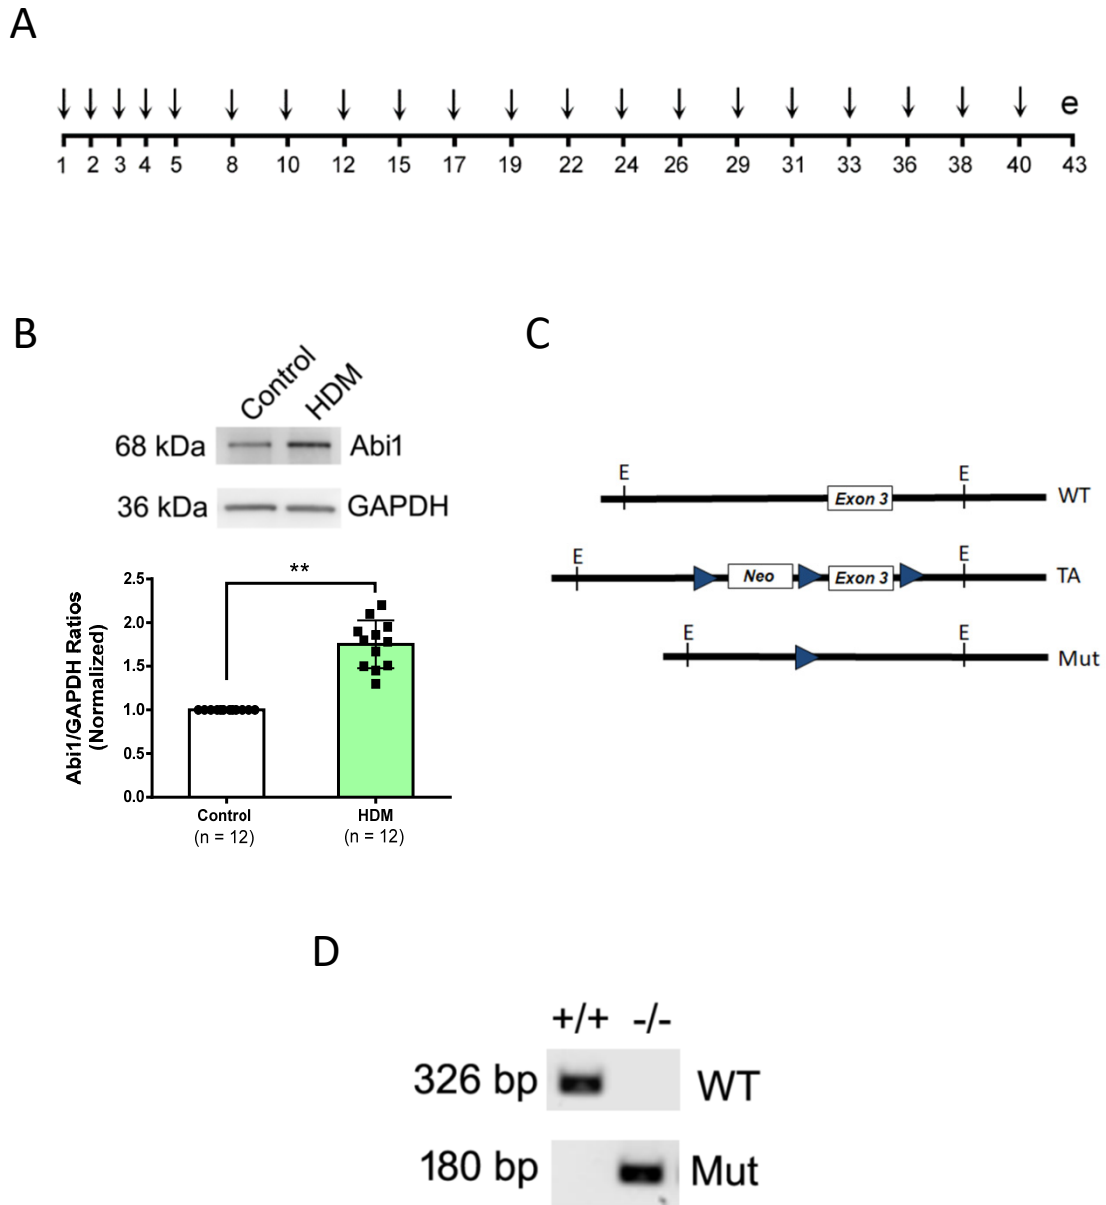 A
e
1 2 3 4 5 8 10 12 15 17 19 22 24 26 29 31 33 36 38 40 43
B
Control HDM
68 kDa Abi1
36 kDa GAPDH
**
Abi1/GAPDH Ratios
(Normalized)
2.5
2.0
1.5
1.0
0.5
0.0
Control HDM
(n = 12) (n = 12)
C
E E
Exon 3 WT
E E
Neo Exon 3 TA
E E
Mut
D
+/+ -/-
326 bp WT
180 bp Mut